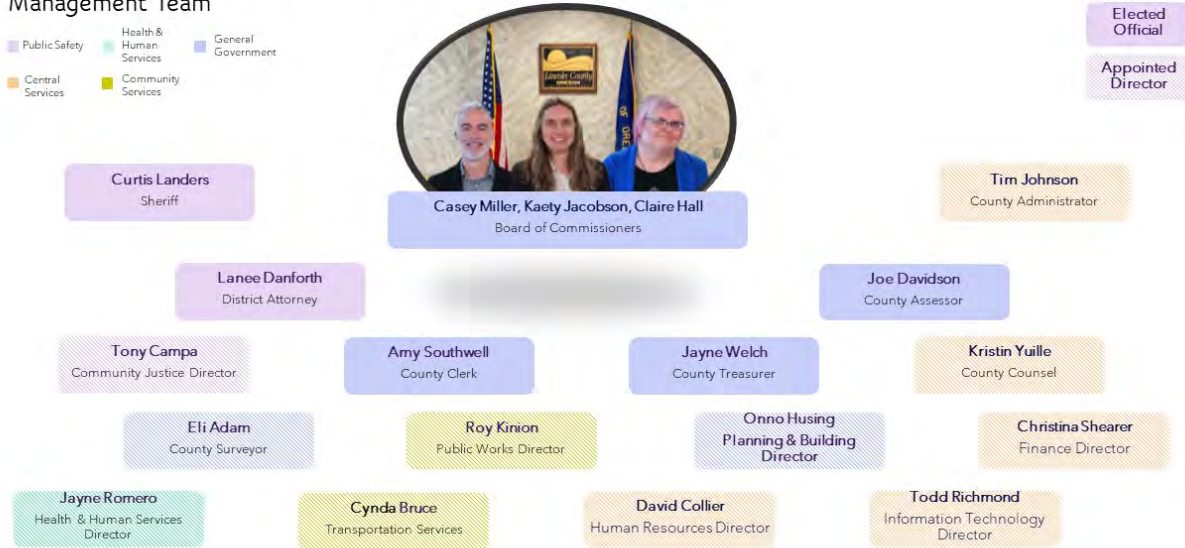 Management Team
Public Safety
Health &
Human
Services
General
Government
Central
Services
Community
Services
Elected
Official
Appointed
Director
Lincoln County
Curtis Landers
Sheriff
Casey Miller, Kaety Jacobson, Claire Hall
Board of Commissioners
Tim Johnson
County Administrator
Lanee Danforth
District Attorney
Joe Davidson
County Assessor
Tony Campa
Community Justice Director
Amy Southwell
County Clerk
Jayne Welch
County Treasurer
Kristin Yuille
County Counsel
Eli Adam
County Surveyor
Roy Kinion
Public Works Director
Onno Husing
Planning & Building
Director
Christina Shearer
Finance Director
Jayne Romero
Health & Human Services
Director
Cynda Bruce
Transportation Services
David Collier
Human Resources Director
Todd Richmond
Information Technology
Director